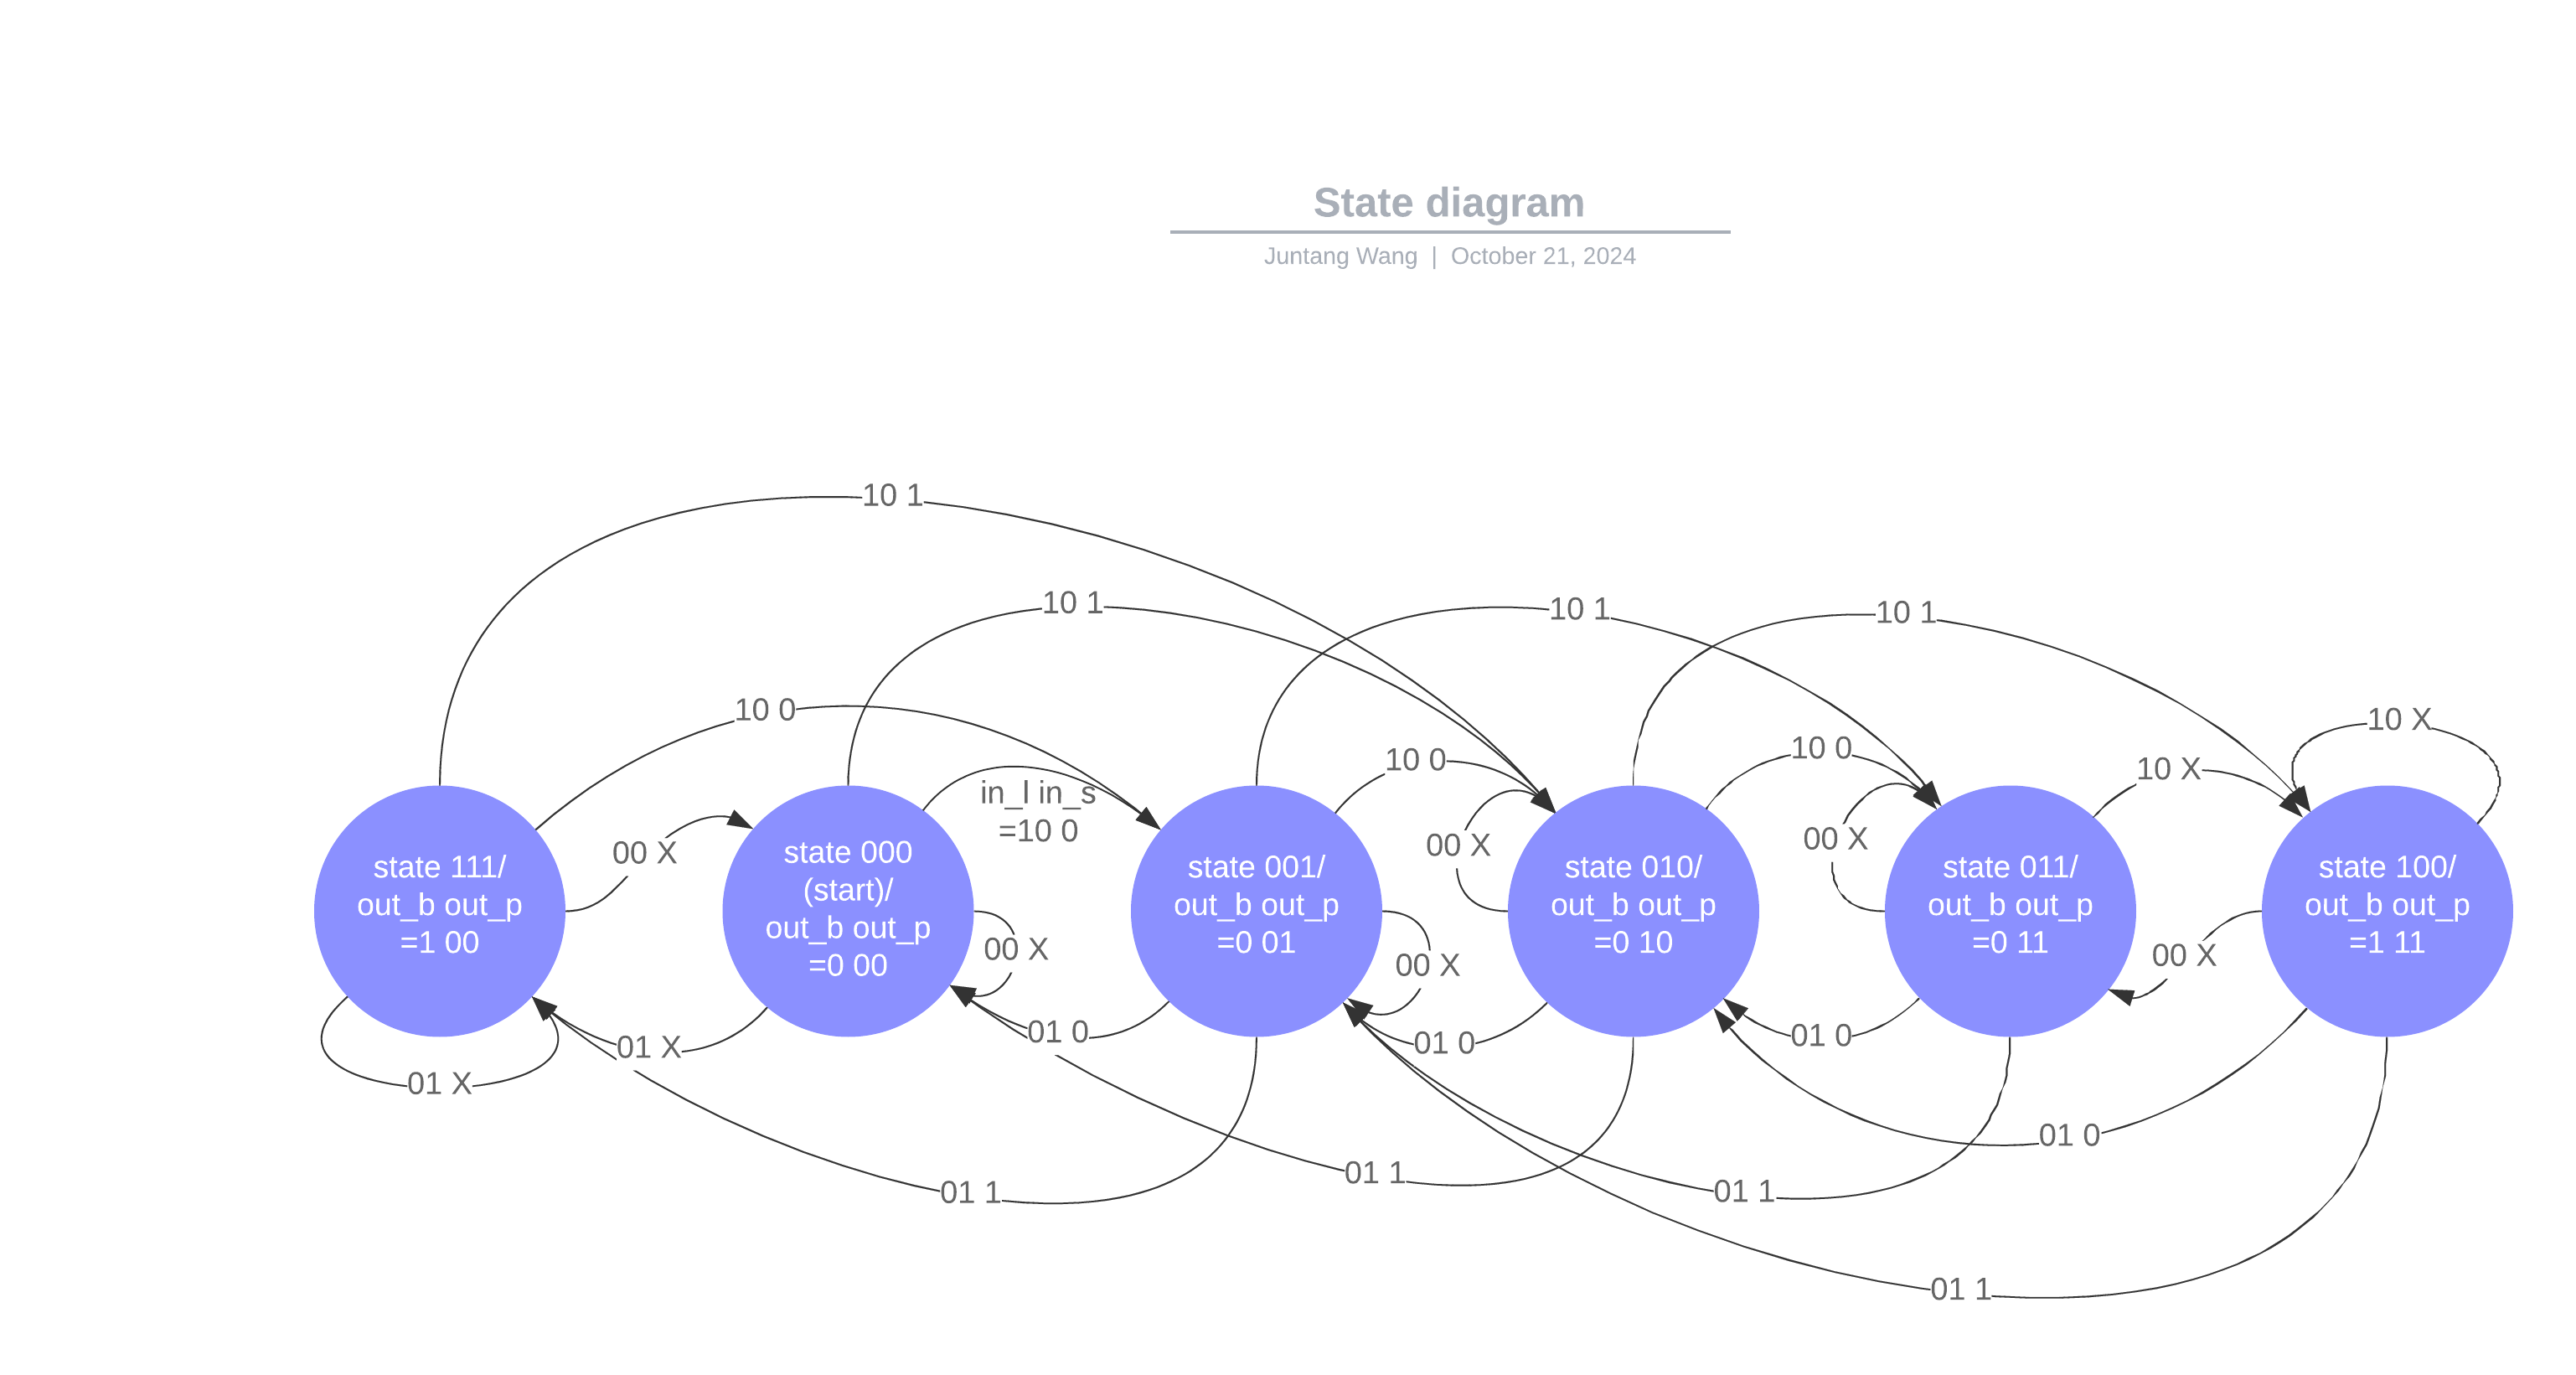 State diagram
Juntang Wang | October 21, 2024
10 1
10 1
10 1
10 1
10 0
10 X
10 0
10 0
10 X
in_l in_s
=10 0
00 X
00 X
00 X
state 111/
out_b out_p
=1 00
state 000
(start)/
out_b out_p
=0 00
state 001/
out_b out_p
=0 01
state 010/
out_b out_p
=0 10
state 011/
out_b out_p
=0 11
state 100/
out_b out_p
=1 11
00 X
00 X
00 X
01 X
01 0
01 0
01 0
01 X
01 0
01 1
01 1
01 1
01 1